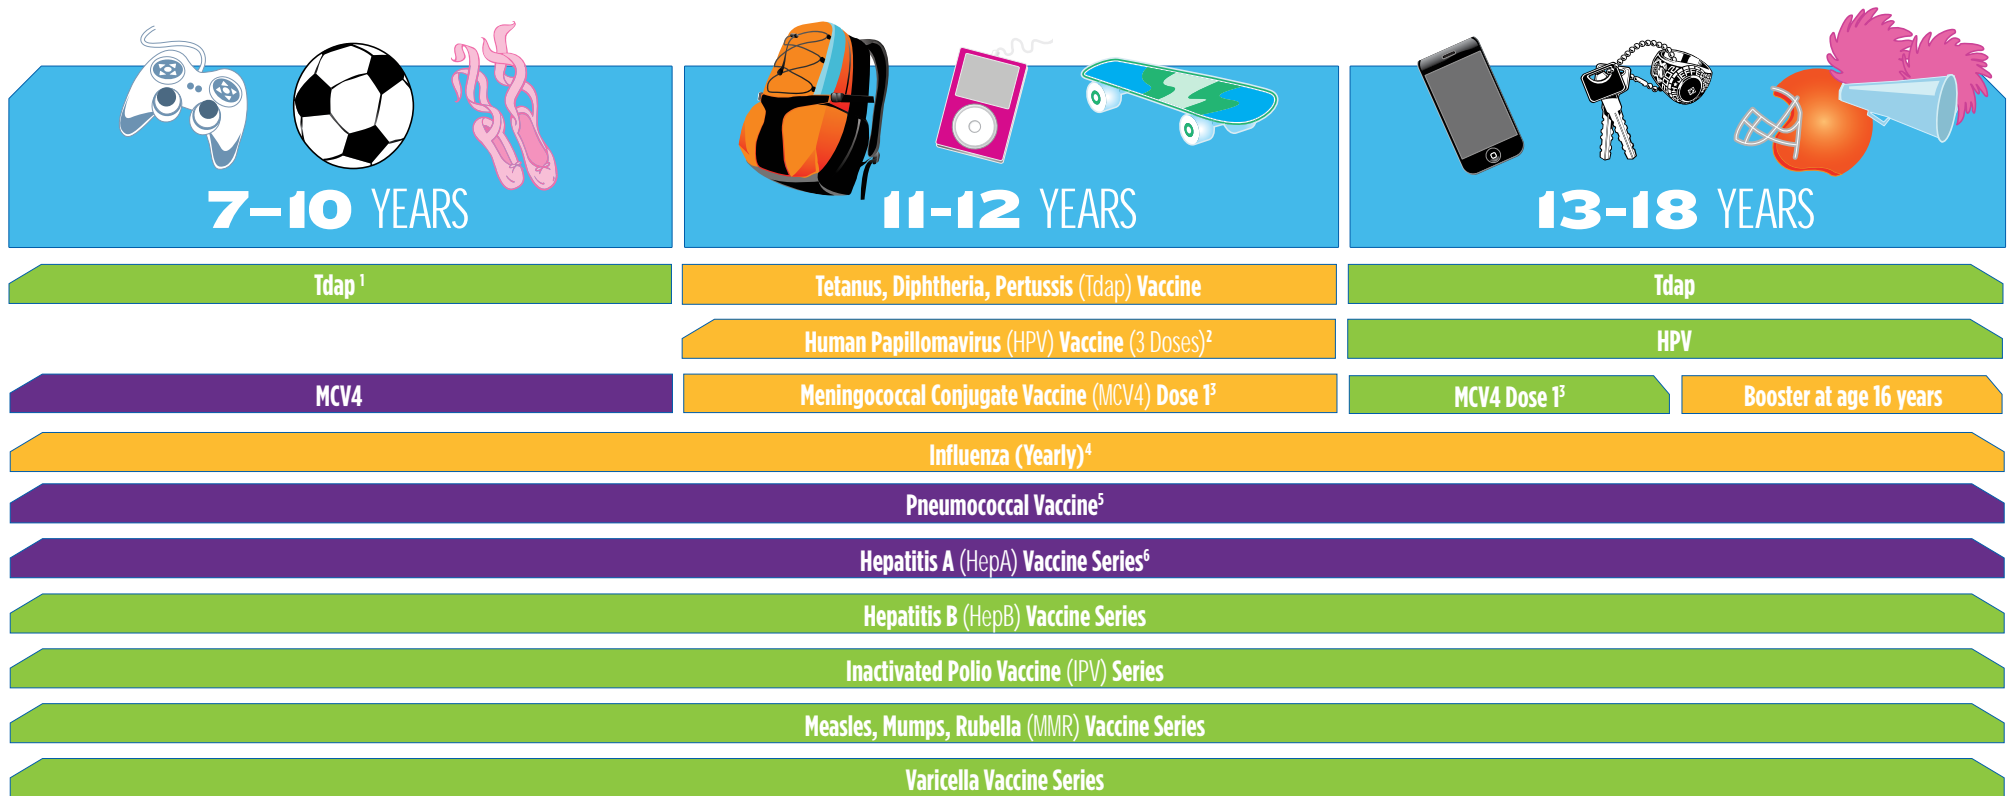 7–10 YEARS
11-12 YEARS
13-18 YEARS
Tdap 1
Tetanus, Diphtheria, Pertussis (Tdap) Vaccine
Tdap
Human Papillomavirus (HPV) Vaccine (3 Doses)2
HPV
MCV4
Meningococcal Conjugate Vaccine (MCV4) Dose 13
MCV4 Dose 13
Booster at age 16 years
Influenza (Yearly)4
Pneumococcal Vaccine5
Hepatitis A (HepA) Vaccine Series6
Hepatitis B (HepB) Vaccine Series
Inactivated Polio Vaccine (IPV) Series
Measles, Mumps, Rubella (MMR) Vaccine Series
Varicella Vaccine Series